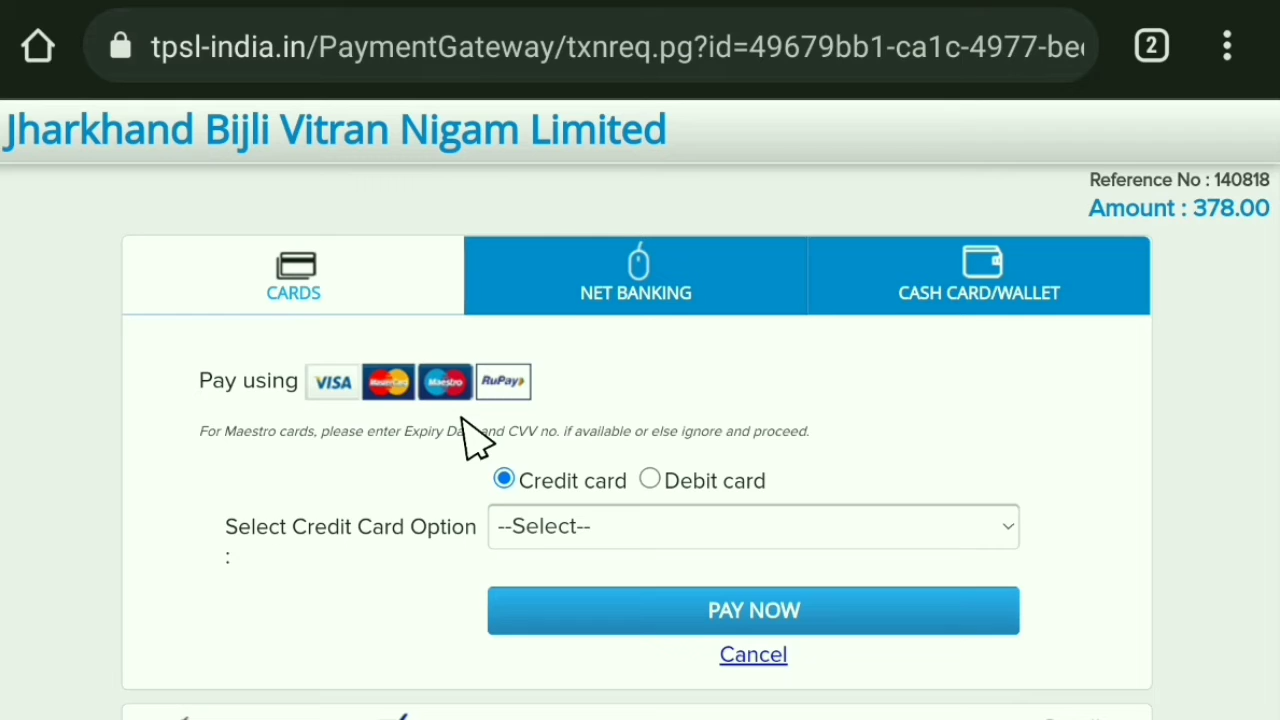 tpsl-india.in/PaymentGateway/txnreq.pg?id=49679bb1-ca1c-4977-bec
2
Jharkhand Bijli Vitran Nigam Limited
Reference No : 140818
Amount : 378.00
CARDS
NET BANKING
CASH CARD/WALLET
Pay using VISA MasterCard Maestro RuPay
For Maestro cards, please enter Expiry Da and CVV no. if available or else ignore and proceed.
Credit card Debit card
Select Credit Card Option --Select--
:
PAY NOW
Cancel